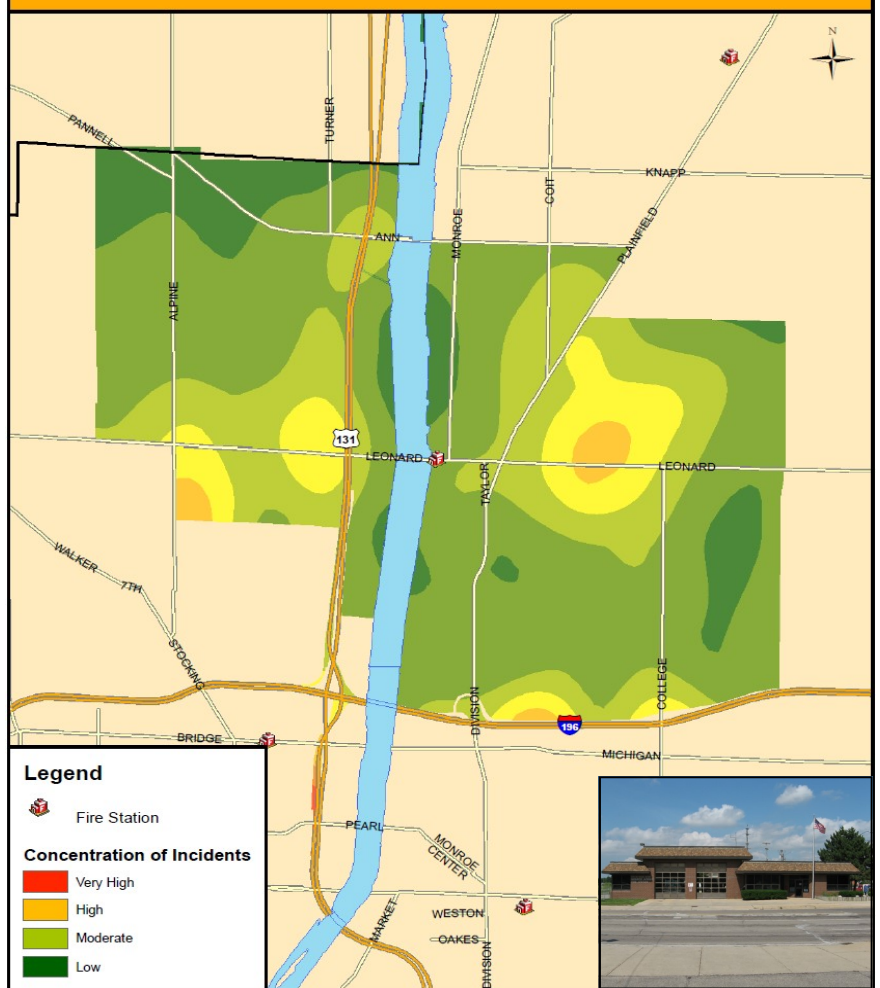 N
PANNELL
TURNER
KNAPP
COIT
MONROE
PLAINFIELD
ANN
ALPINE
131
LEONARD
LEONARD
TAYLOR
WALKER
7TH
STOCKING
COLLEGE
DIVISION
196
BRIDGE
MICHIGAN
PEARL
MONROE
CENTER
MARKET
WESTON
OAKES
DIVISION
Legend
Fire Station
Concentration of Incidents
Very High
High
Moderate
Low